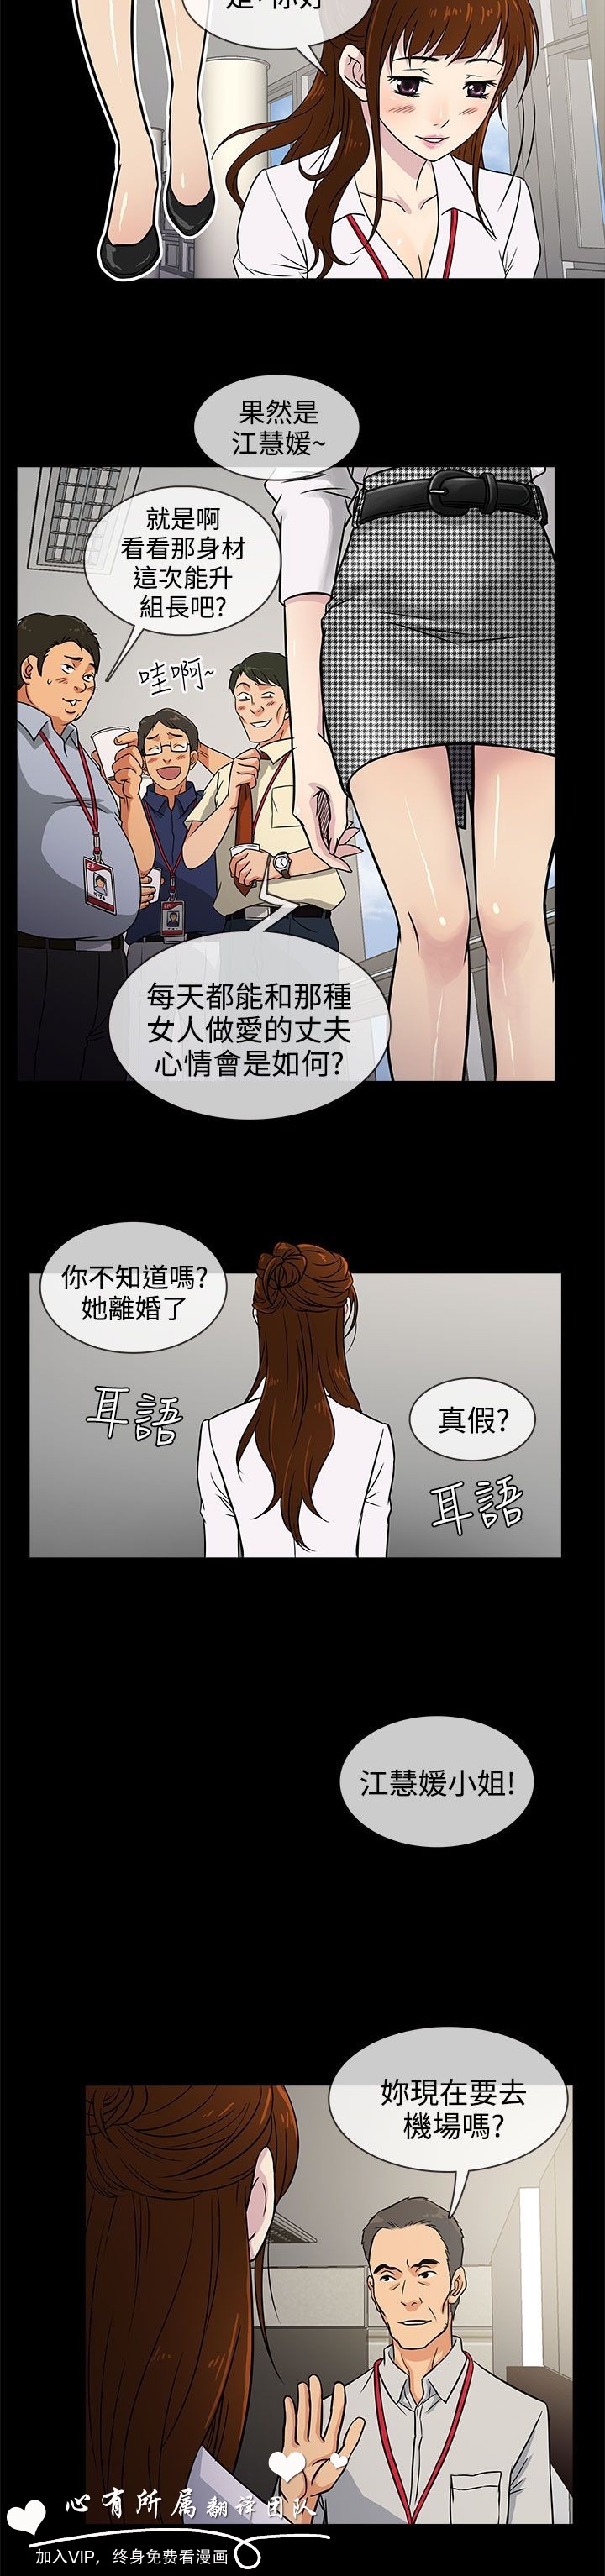 是,你好
果然是
江慧媛~
就是啊
看看那身材
這次能升
組長吧?
哇啊~
每天都能和那種
女人做愛的丈夫
心情會是如何?
你不知道嗎?
她離婚了
耳語
真假?
耳語
江慧媛小姐!
妳現在要去
機場嗎?
心有所属翻译团队
加入VIP，终身免费看漫画